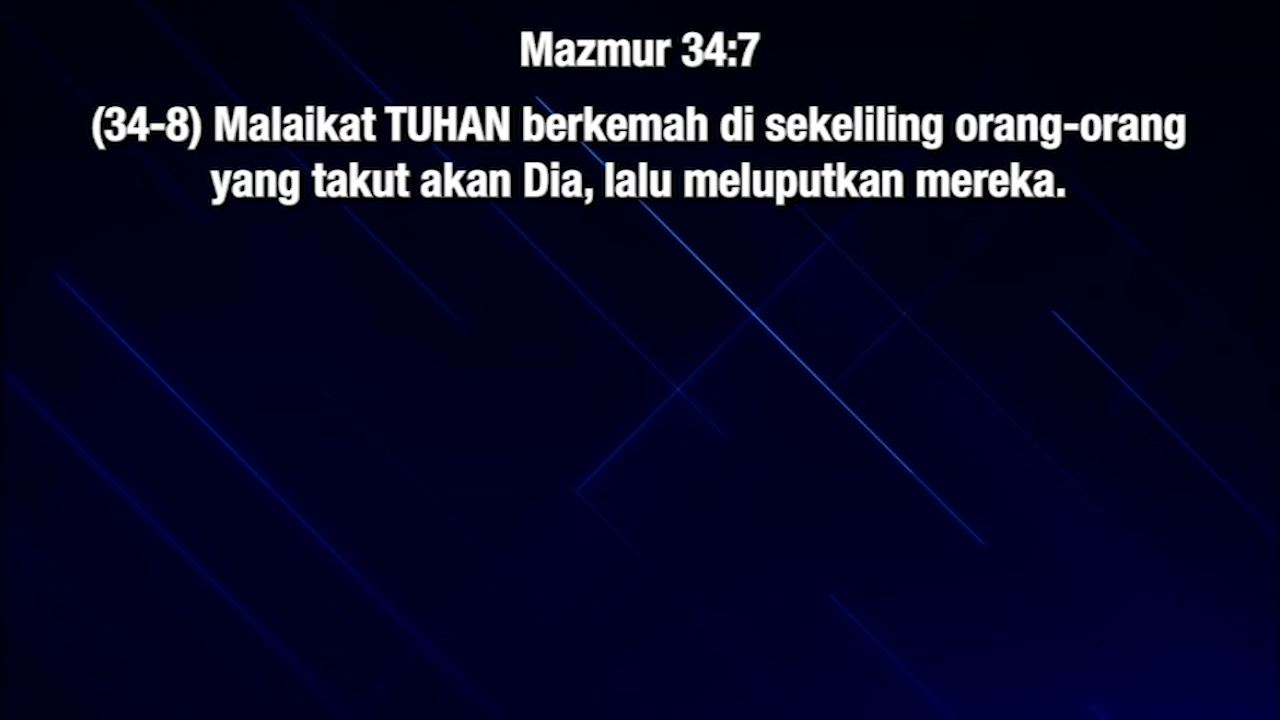 Mazmur 34:7
(34-8) Malaikat TUHAN berkemah di sekeliling orang-orang
yang takut akan Dia, lalu meluputkan mereka.